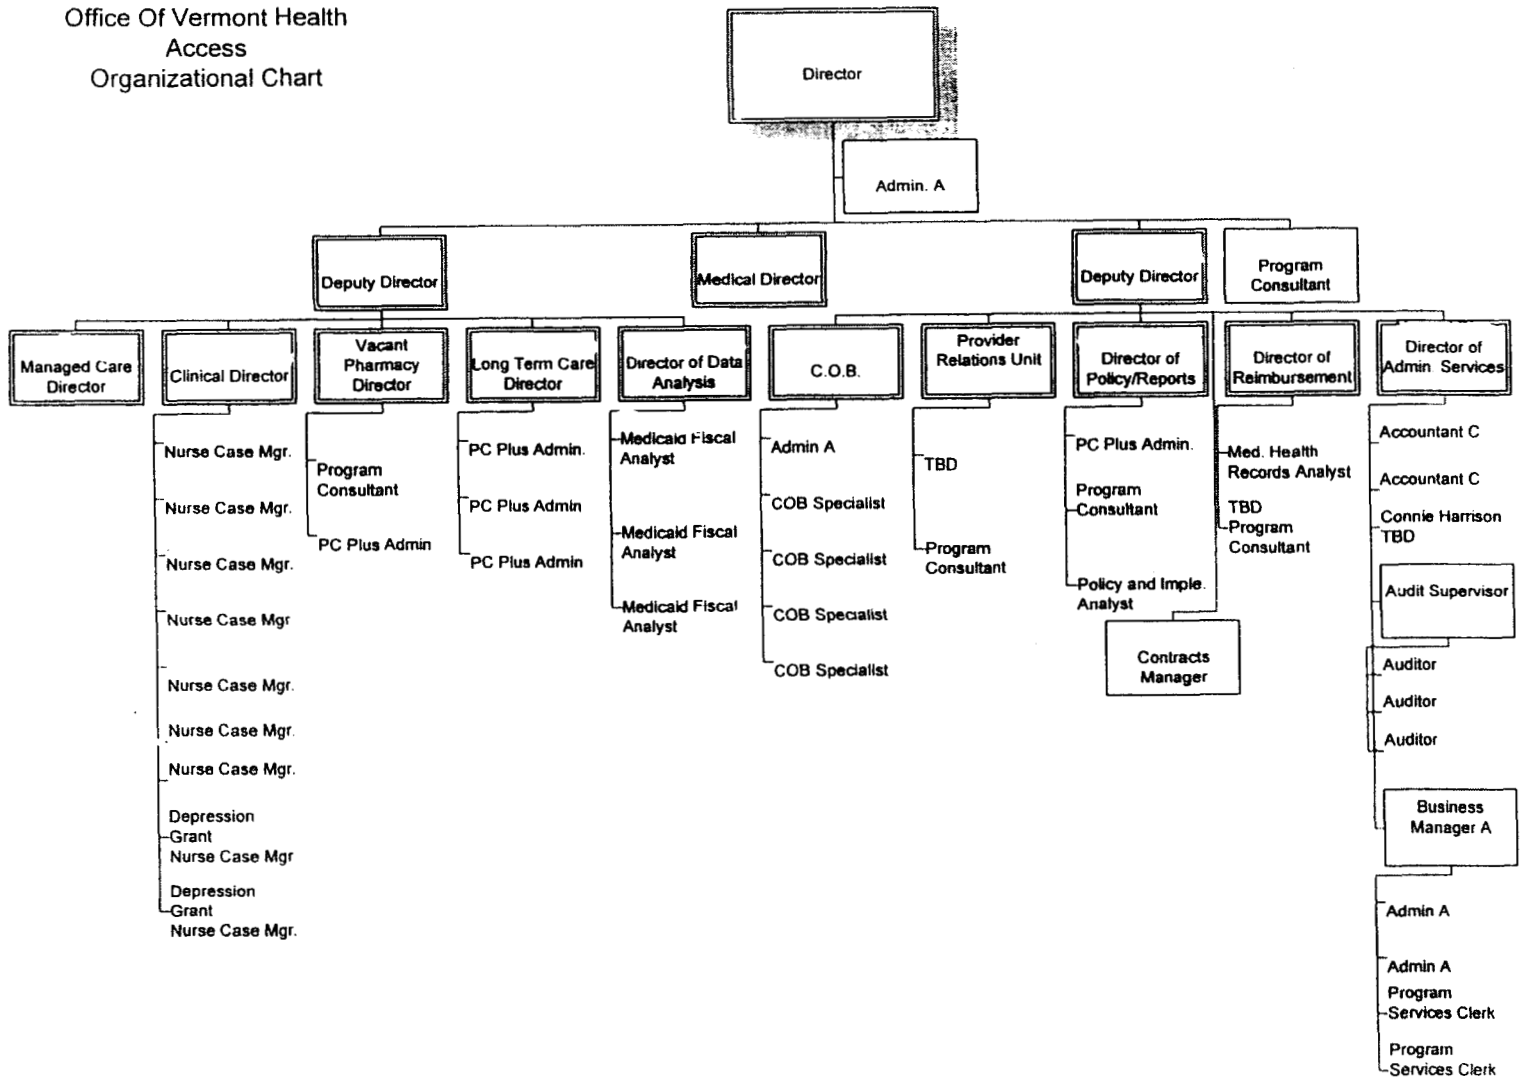 Office Of Vermont Health
Access
Organizational Chart
Director
Admin. A
Deputy Director
Medical Director
Deputy Director
Program
Consultant
Managed Care
Director
Clinical Director
Vacant
Pharmacy
Director
Long Term Care
Director
Director of Data
Analysis
C.O.B.
Provider
Relations Unit
Director of
Policy/Reports
Director of
Reimbursement
Director of
Admin. Services
Nurse Case Mgr.
Nurse Case Mgr.
Nurse Case Mgr.
Nurse Case Mgr
Nurse Case Mgr.
Nurse Case Mgr.
Nurse Case Mgr.
Depression
Grant
Nurse Case Mgr
Depression
Grant
Nurse Case Mgr.
Program
Consultant
PC Plus Admin
PC Plus Admin.
PC Plus Admin
PC Plus Admin
Medicaid Fiscal
Analyst
Medicaid Fiscal
Analyst
Medicaid Fiscal
Analyst
Admin A
COB Specialist
COB Specialist
COB Specialist
COB Specialist
TBD
Program
Consultant
PC Plus Admin.
Program
Consultant
Policy and Imple.
Analyst
Contracts
Manager
Med. Health
Records Analyst
TBD
Program
Consultant
Accountant C
Accountant C
Connie Harrison
TBD
Audit Supervisor
Auditor
Auditor
Auditor
Business
Manager A
Admin A
Admin A
Program
Services Clerk
Program
Services Clerk